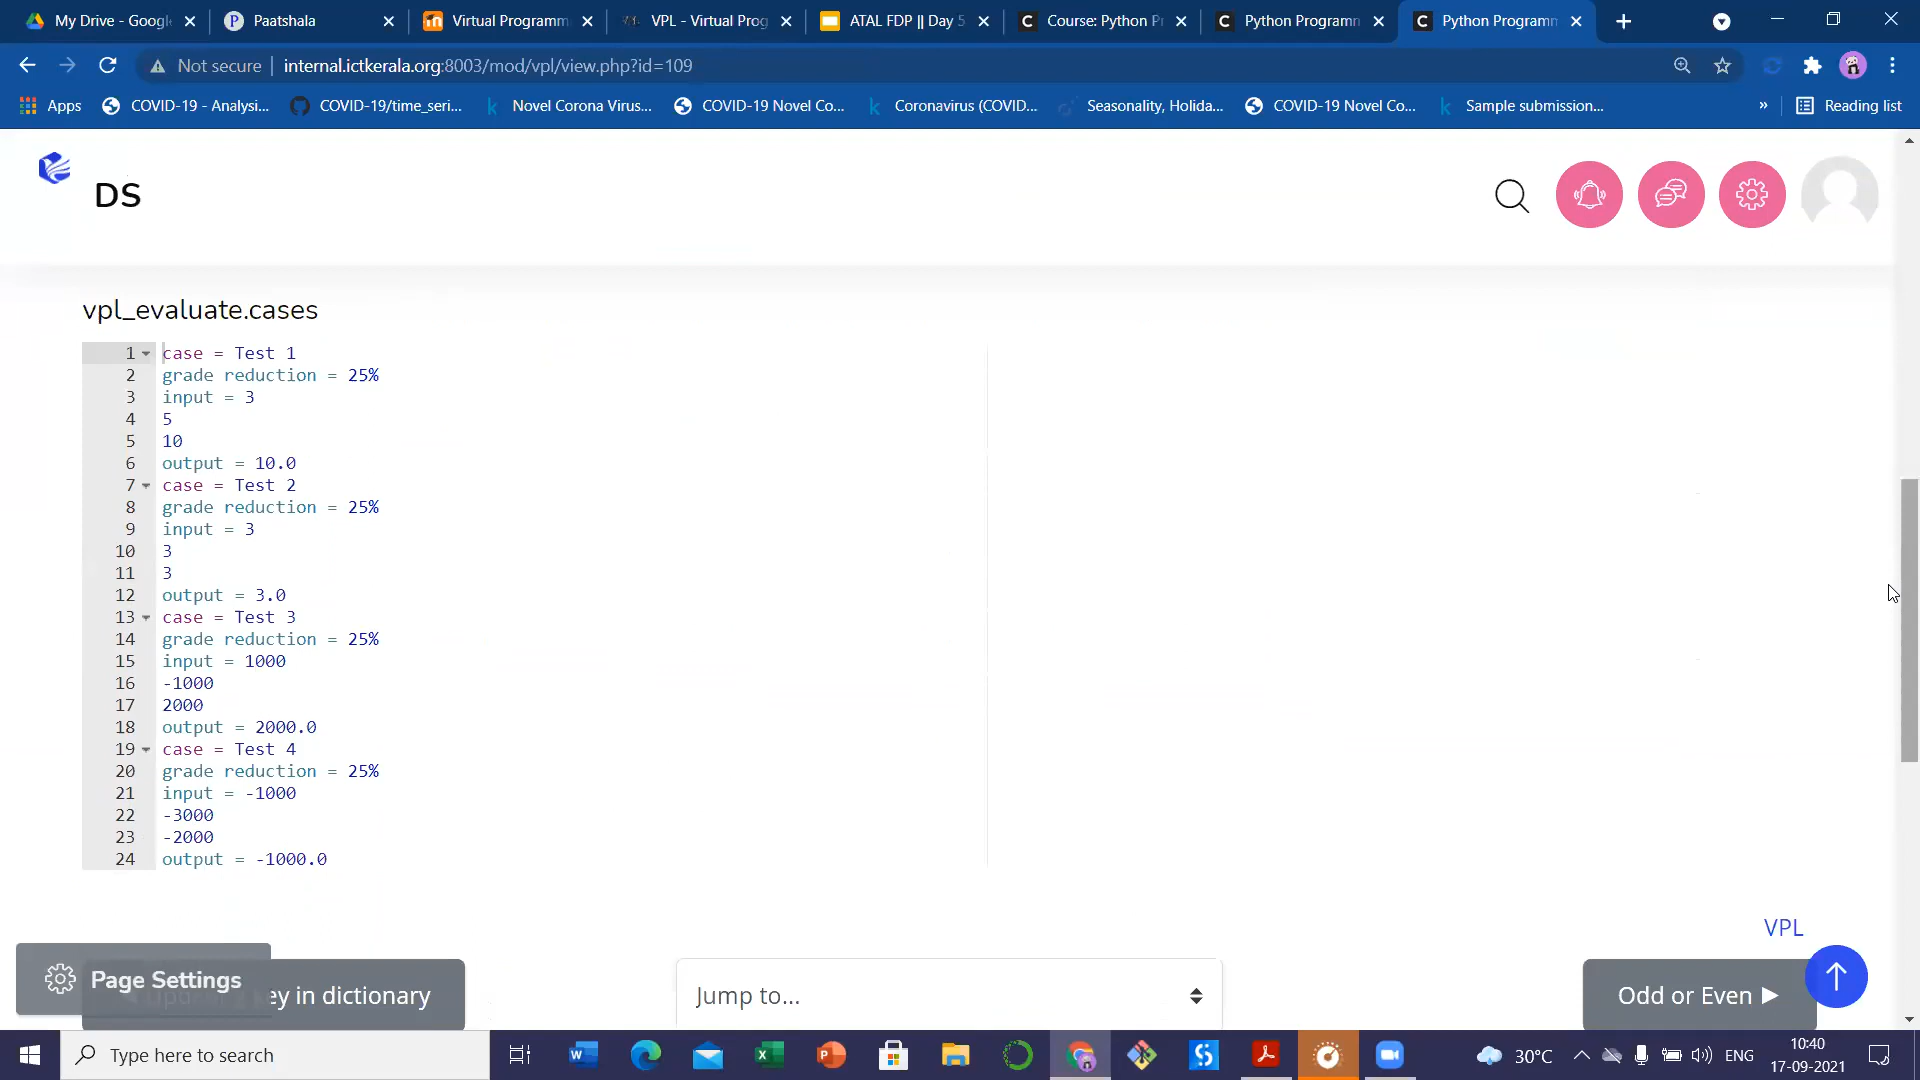 My Drive - Googl
Paatshala
Virtual Programm
VPL - Virtual Prog
ATAL FDP || Day 5
Course: Python Pr
Python Programm
Python Programm
Not secure
internal.ictkerala.org:8003/mod/vpl/view.php?id=109
Apps
COVID-19 - Analysi...
COVID-19/time_seri...
Novel Corona Virus...
COVID-19 Novel Co...
Coronavirus (COVID...
Seasonality, Holida...
COVID-19 Novel Co...
Sample submission...
»
Reading list
DS
vpl_evaluate.cases
1 case = Test 1
2 grade reduction = 25%
3 input = 3
4 5
5 10
6 output = 10.0
7 case = Test 2
8 grade reduction = 25%
9 input = 3
10 3
11 3
12 output = 3.0
13 case = Test 3
14 grade reduction = 25%
15 input = 1000
16 -1000
17 2000
18 output = 2000.0
19 case = Test 4
20 grade reduction = 25%
21 input = -1000
22 -3000
23 -2000
24 output = -1000.0
VPL
Page Settings
key in dictionary
Jump to...
Odd or Even ▶
Type here to search
30°C
ENG
10:40
17-09-2021